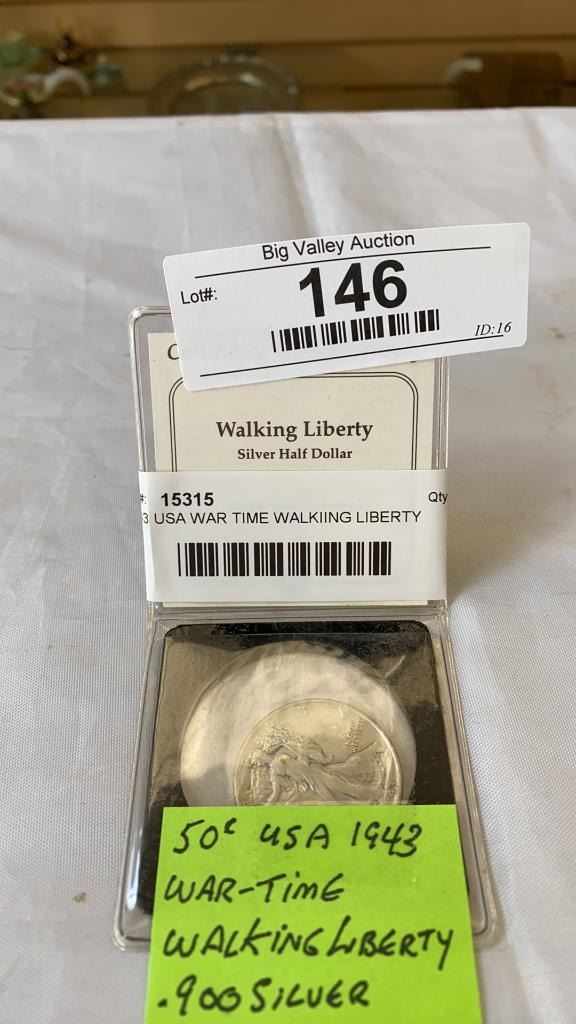 Big Valley Auction
Lot#: 146
ID:16
Walking Liberty
Silver Half Dollar
#: 15315 Qty
3 USA WAR TIME WALKIING LIBERTY
50¢ USA 1943
WAR-TIME
WALKING LIBERTY
.900 SILVER